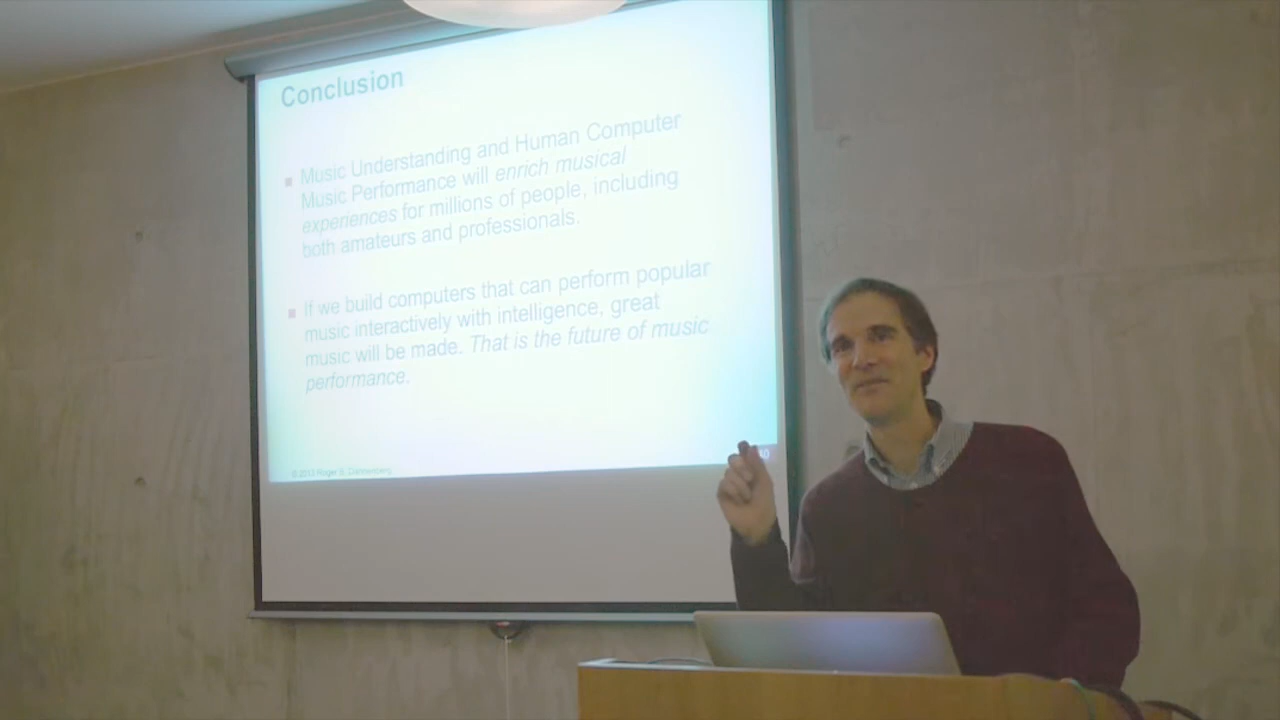 Conclusion
Music Understanding and Human Computer
Music Performance will enrich musical
experiences for millions of people, including
both amateurs and professionals.
If we build computers that can perform popular
music interactively with intelligence, great
music will be made. That is the future of music
performance.
© 2013 Roger B. Dannenberg